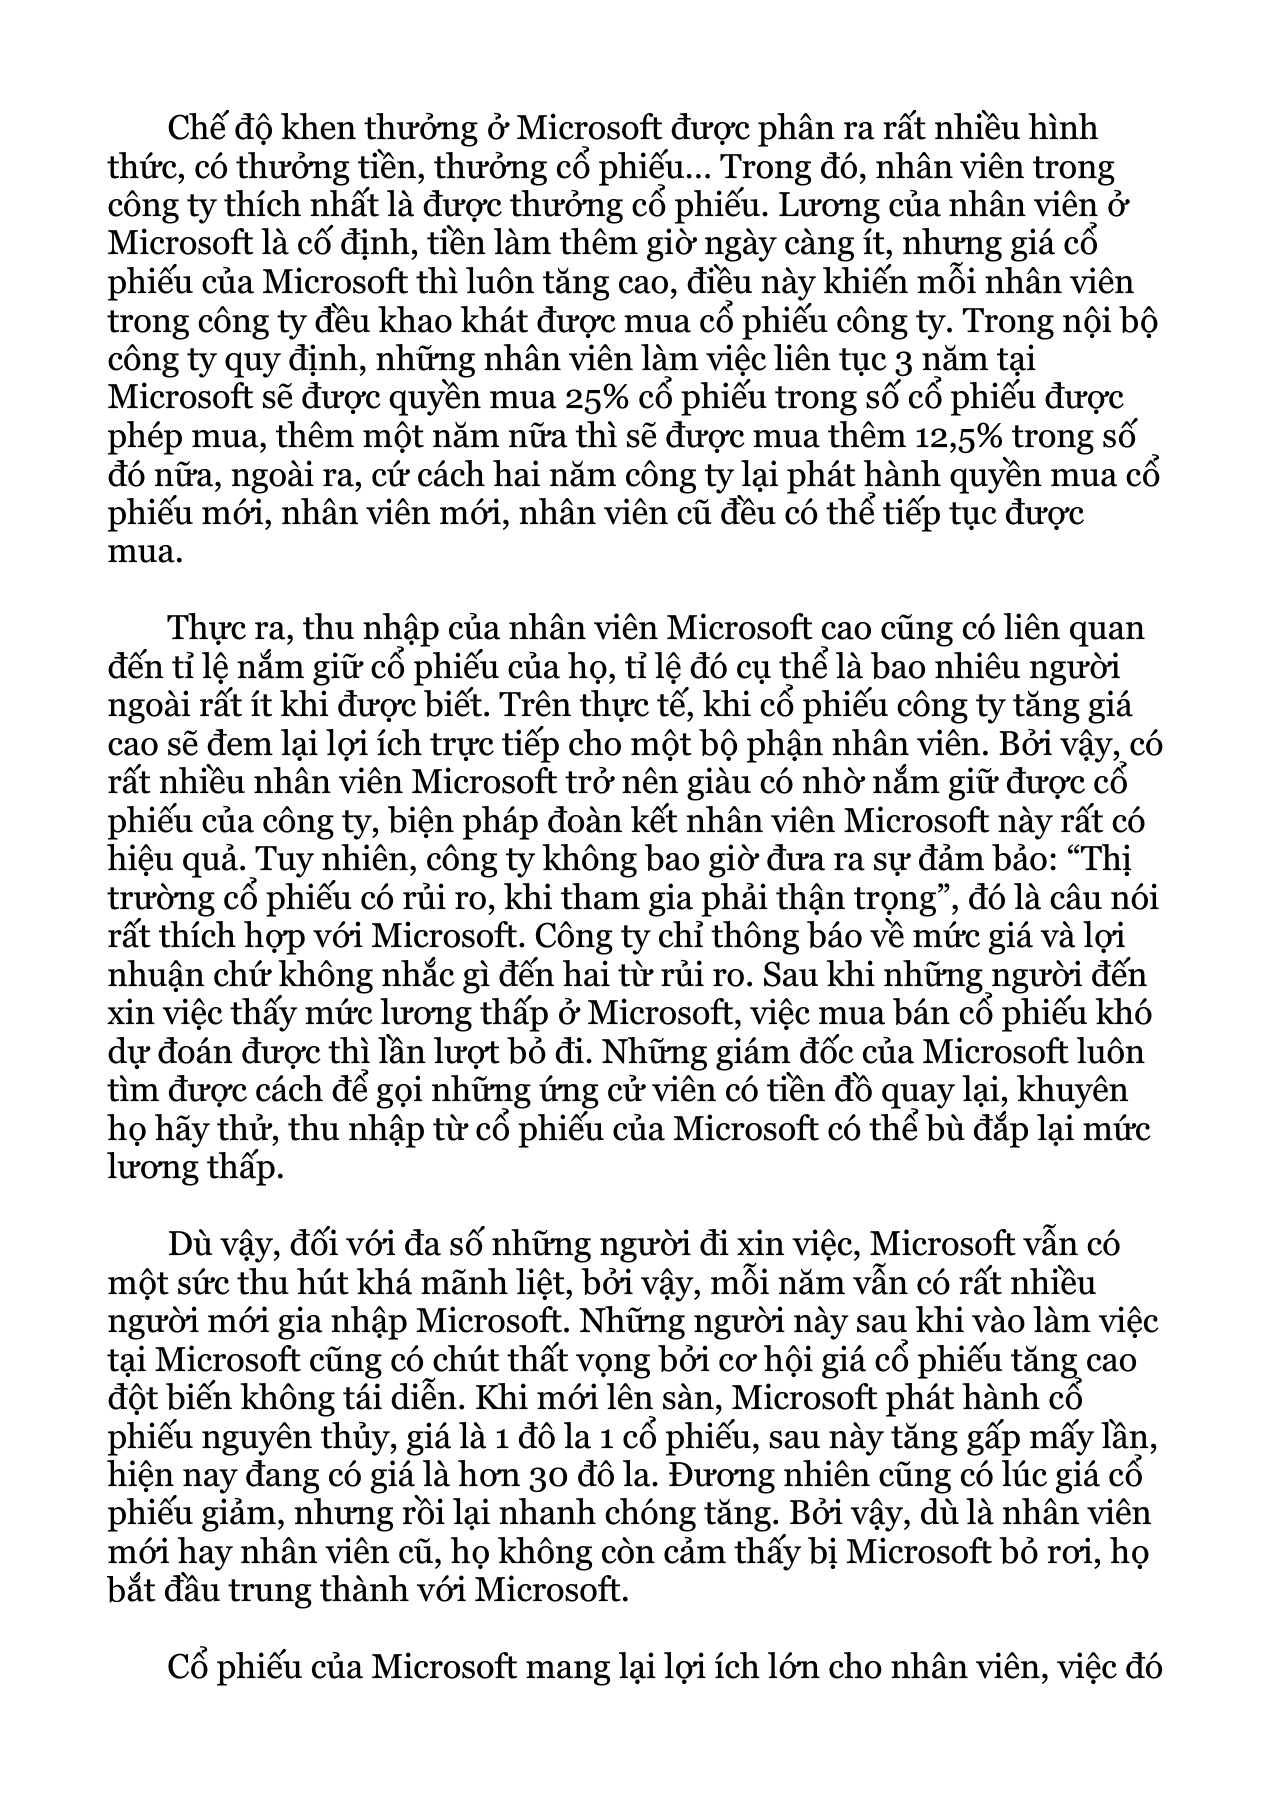 Chế độ khen thưởng ở Microsoft được phân ra rất nhiều hình
thức, có thưởng tiền, thưởng cổ phiếu... Trong đó, nhân viên trong
công ty thích nhất là được thưởng cổ phiếu. Lương của nhân viên ở
Microsoft là cố định, tiền làm thêm giờ ngày càng ít, nhưng giá cổ
phiếu của Microsoft thì luôn tăng cao, điều này khiến mỗi nhân viên
trong công ty đều khao khát được mua cổ phiếu công ty. Trong nội bộ
công ty quy định, những nhân viên làm việc liên tục 3 năm tại
Microsoft sẽ được quyền mua 25% cổ phiếu trong số cổ phiếu được
phép mua, thêm một năm nữa thì sẽ được mua thêm 12,5% trong số
đó nữa, ngoài ra, cứ cách hai năm công ty lại phát hành quyền mua cổ
phiếu mới, nhân viên mới, nhân viên cũ đều có thể tiếp tục được
mua.
Thực ra, thu nhập của nhân viên Microsoft cao cũng có liên quan
đến tỉ lệ nắm giữ cổ phiếu của họ, tỉ lệ đó cụ thể là bao nhiêu người
ngoài rất ít khi được biết. Trên thực tế, khi cổ phiếu công ty tăng giá
cao sẽ đem lại lợi ích trực tiếp cho một bộ phận nhân viên. Bởi vậy, có
rất nhiều nhân viên Microsoft trở nên giàu có nhờ nắm giữ được cổ
phiếu của công ty, biện pháp đoàn kết nhân viên Microsoft này rất có
hiệu quả. Tuy nhiên, công ty không bao giờ đưa ra sự đảm bảo: “Thị
trường cổ phiếu có rủi ro, khi tham gia phải thận trọng”, đó là câu nói
rất thích hợp với Microsoft. Công ty chỉ thông báo về mức giá và lợi
nhuận chứ không nhắc gì đến hai từ rủi ro. Sau khi những người đến
xin việc thấy mức lương thấp ở Microsoft, việc mua bán cổ phiếu khó
dự đoán được thì lần lượt bỏ đi. Những giám đốc của Microsoft luôn
tìm được cách để gọi những ứng cử viên có tiền đồ quay lại, khuyên
họ hãy thử, thu nhập từ cổ phiếu của Microsoft có thể bù đắp lại mức
lương thấp.
Dù vậy, đối với đa số những người đi xin việc, Microsoft vẫn có
một sức thu hút khá mãnh liệt, bởi vậy, mỗi năm vẫn có rất nhiều
người mới gia nhập Microsoft. Những người này sau khi vào làm việc
tại Microsoft cũng có chút thất vọng bởi cơ hội giá cổ phiếu tăng cao
đột biến không tái diễn. Khi mới lên sàn, Microsoft phát hành cổ
phiếu nguyên thủy, giá là 1 đô la 1 cổ phiếu, sau này tăng gấp mấy lần,
hiện nay đang có giá là hơn 30 đô la. Đương nhiên cũng có lúc giá cổ
phiếu giảm, nhưng rồi lại nhanh chóng tăng. Bởi vậy, dù là nhân viên
mới hay nhân viên cũ, họ không còn cảm thấy bị Microsoft bỏ rơi, họ
bắt đầu trung thành với Microsoft.
Cổ phiếu của Microsoft mang lại lợi ích lớn cho nhân viên, việc đó